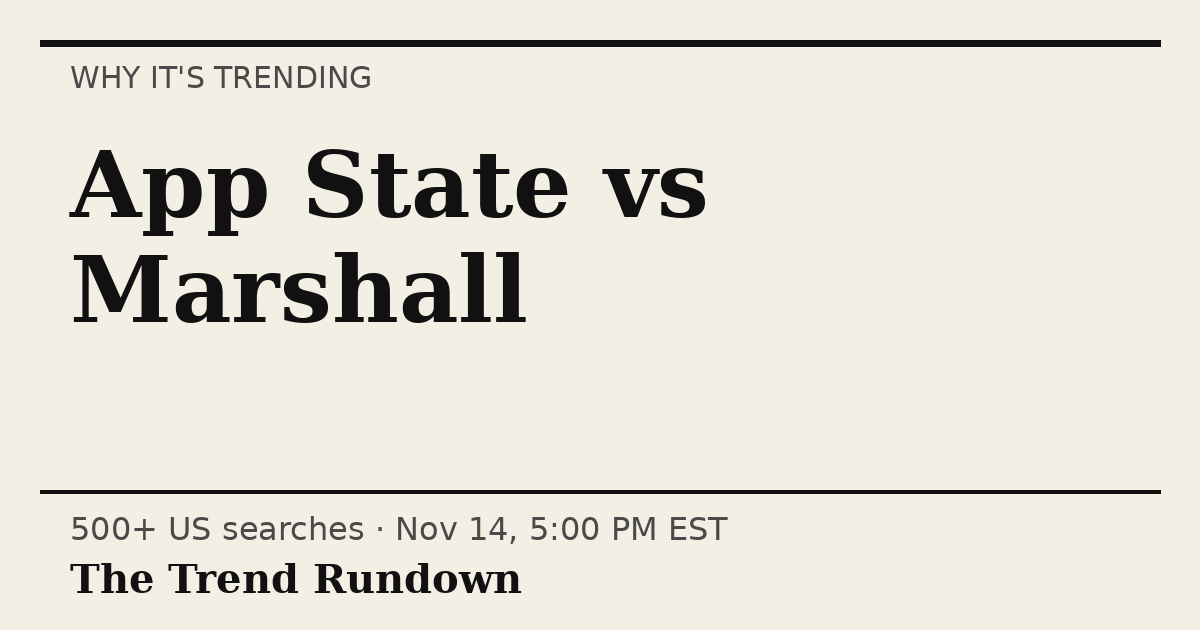 WHY IT'S TRENDING
App State vs
Marshall
500+ US searches · Nov 14, 5:00 PM EST
The Trend Rundown